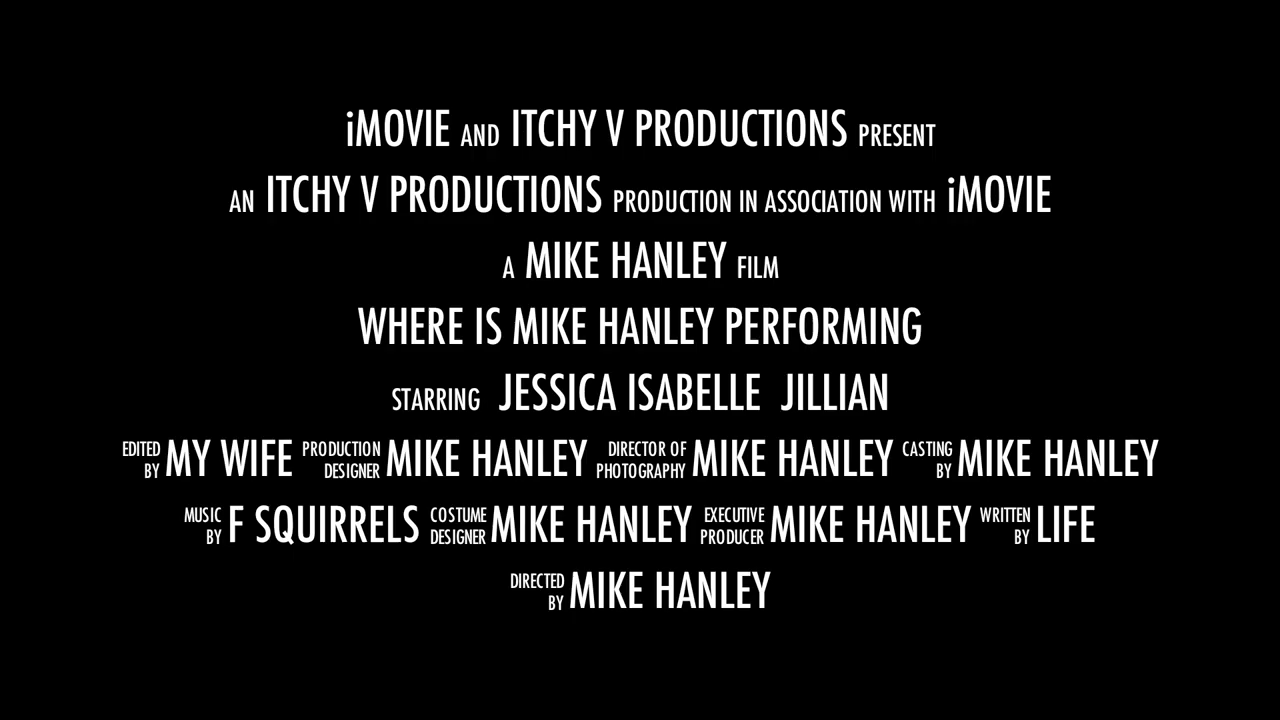 iMOVIE AND ITCHY V PRODUCTIONS PRESENT
AN ITCHY V PRODUCTIONS PRODUCTION IN ASSOCIATION WITH iMOVIE
A MIKE HANLEY FILM
WHERE IS MIKE HANLEY PERFORMING
STARRING JESSICA ISABELLE JILLIAN
EDITED BY MY WIFE PRODUCTION DESIGNER MIKE HANLEY DIRECTOR OF PHOTOGRAPHY MIKE HANLEY CASTING BY MIKE HANLEY
MUSIC BY F SQUIRRELS COSTUME DESIGNER MIKE HANLEY EXECUTIVE PRODUCER MIKE HANLEY WRITTEN BY LIFE
DIRECTED BY MIKE HANLEY